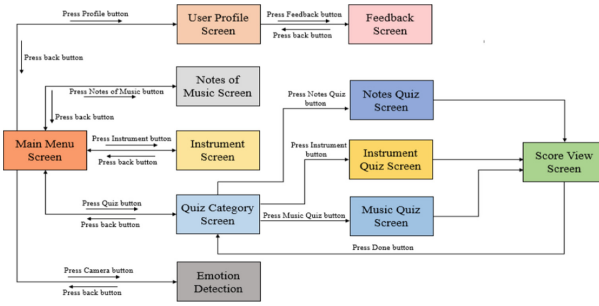 Press Profile button
User Profile
Screen
Press Feedback button
Press back button
Feedback
Screen
Press back button
Notes of
Music Screen
Press Notes of Music button
Press back button
Main Menu
Screen
Press Instrument button
Press back button
Instrument
Screen
Press Notes Quiz
button
Notes Quiz
Screen
Press Instrument
button
Instrument
Quiz Screen
Score View
Screen
Press Quiz button
Press back button
Quiz Category
Screen
Press Music Quiz button
Music Quiz
Screen
Press Done button
Press Camera button
Press back button
Emotion
Detection